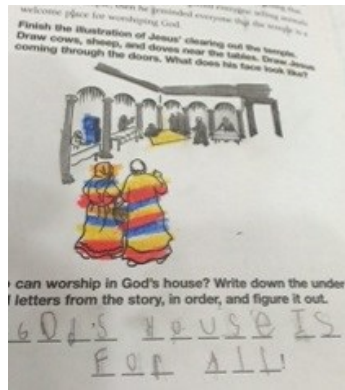 welcome place for worshiping God.
Finish the illustration of Jesus' clearing out the temple.
Draw cows, sheep, and doves near the tables. Draw Jesus
coming through the doors. What does his face look like?
can worship in God's house? Write down the under
letters from the story, in order, and figure it out.
GOd'S HOUSe IS
FOr All!